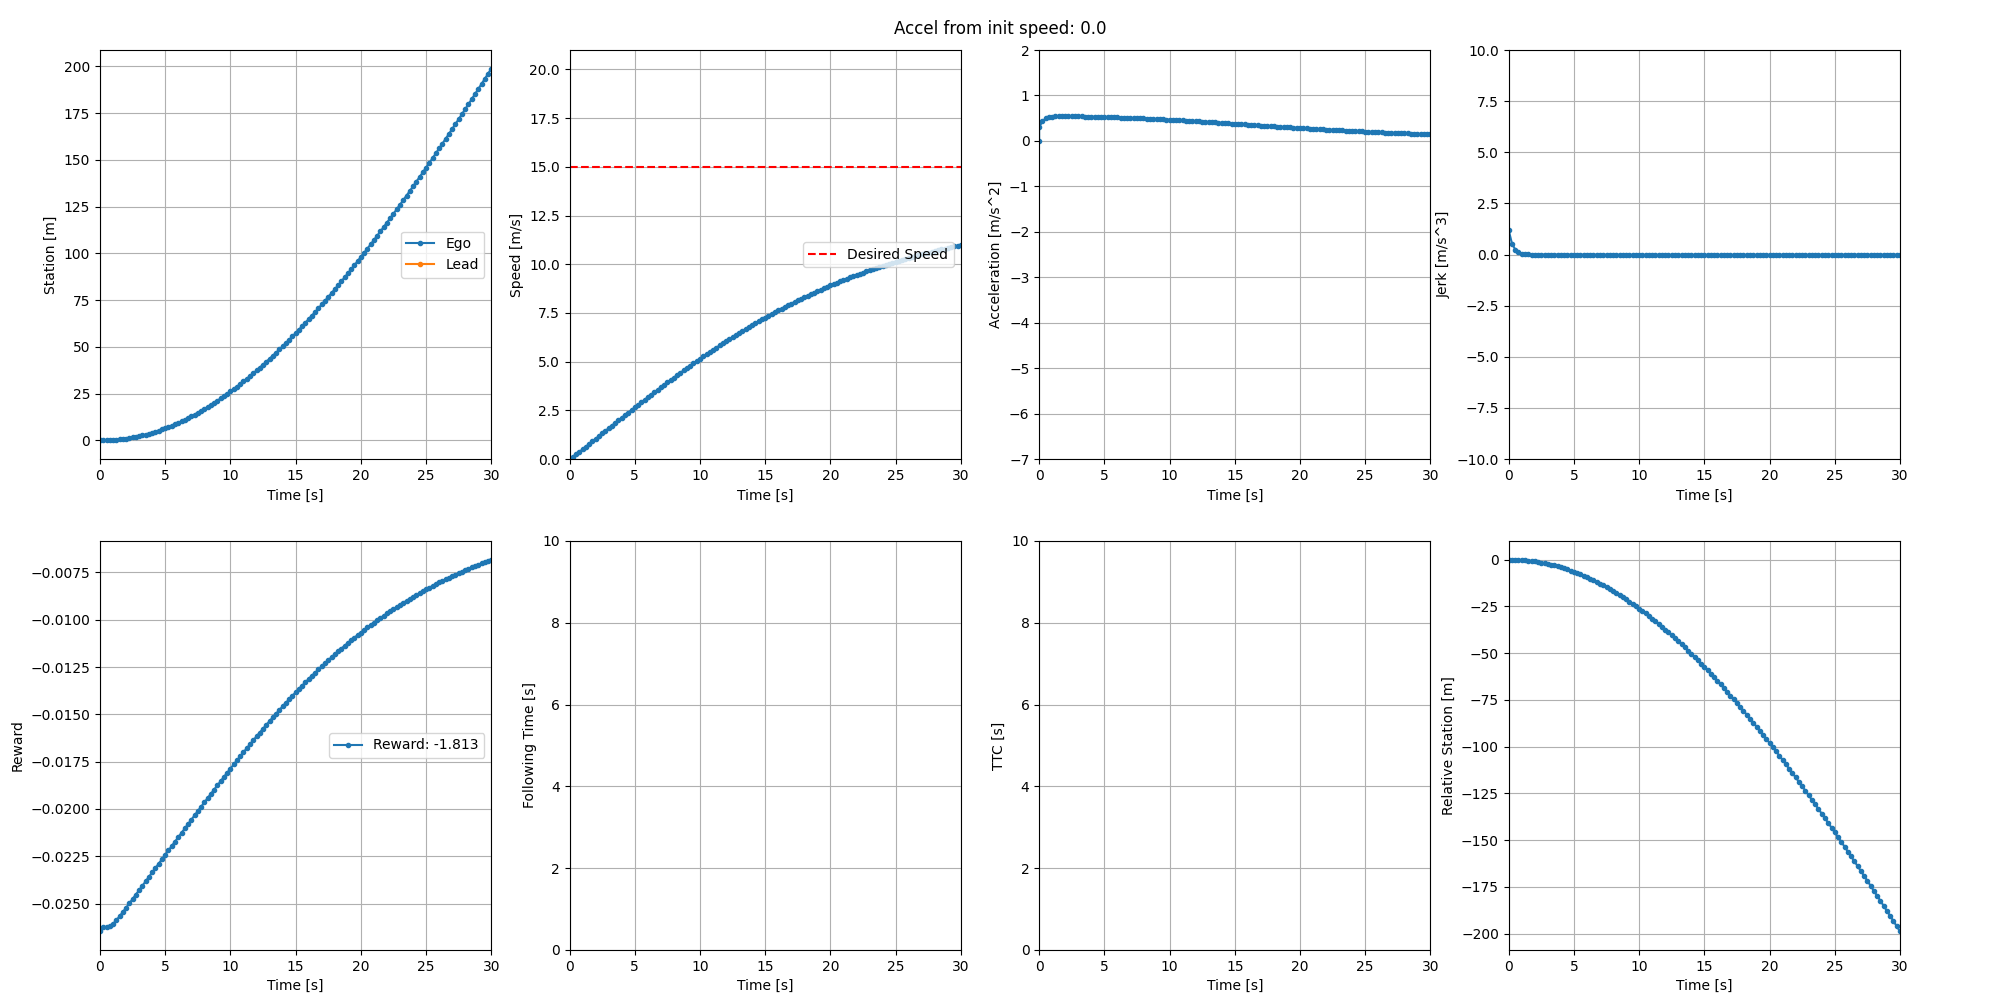 Accel from init speed: 0.0
200
175
150
125
100
75
50
25
0
Station [m]
Ego
Lead
0 5 10 15 20 25 30
Time [s]
20.0
17.5
15.0
12.5
10.0
7.5
5.0
2.5
0.0
Speed [m/s]
Desired Speed
0 5 10 15 20 25 30
Time [s]
2
1
0
−1
−2
−3
−4
−5
−6
−7
Acceleration [m/s^2]
0 5 10 15 20 25 30
Time [s]
10.0
7.5
5.0
2.5
0.0
−2.5
−5.0
−7.5
−10.0
Jerk [m/s^3]
0 5 10 15 20 25 30
Time [s]
−0.0075
−0.0100
−0.0125
−0.0150
−0.0175
−0.0200
−0.0225
−0.0250
Reward
Reward: -1.813
0 5 10 15 20 25 30
Time [s]
10
8
6
4
2
0
Following Time [s]
0 5 10 15 20 25 30
Time [s]
10
8
6
4
2
0
TTC [s]
0 5 10 15 20 25 30
Time [s]
0
−25
−50
−75
−100
−125
−150
−175
−200
Relative Station [m]
0 5 10 15 20 25 30
Time [s]